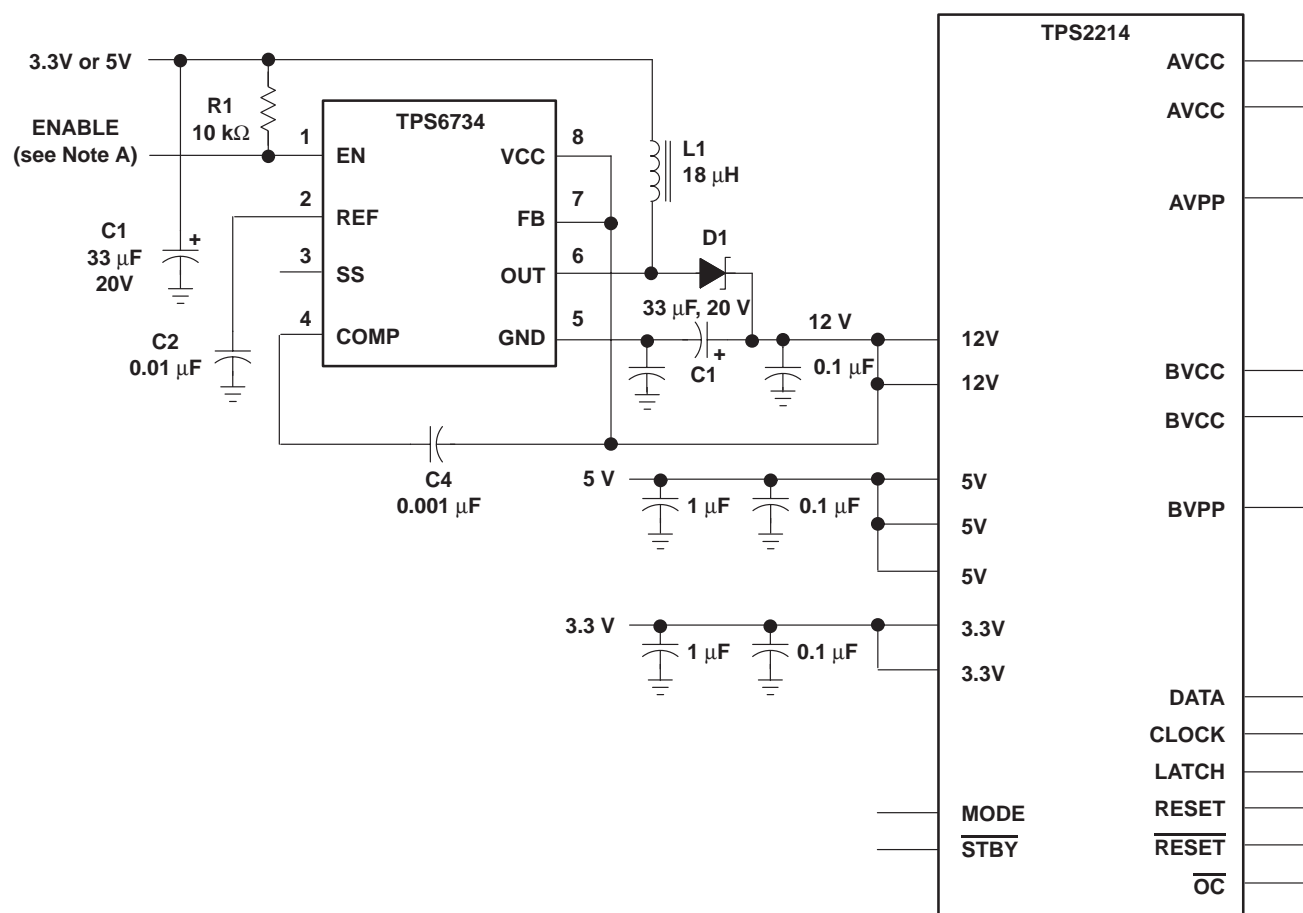 TPS2214
3.3V or 5V
AVCC
R1
10 kΩ
AVCC
ENABLE
(see Note A)
TPS6734
1
8
EN
VCC
L1
18 μH
2
7
REF
FB
AVPP
C1
33 μF
20V
+
3
6
SS
OUT
D1
33 μF, 20 V
4
5
COMP
GND
12 V
12V
C2
0.01 μF
+
C1
0.1 μF
12V
BVCC
BVCC
C4
0.001 μF
5 V
1 μF
0.1 μF
5V
5V
5V
BVPP
3.3 V
1 μF
0.1 μF
3.3V
3.3V
DATA
CLOCK
LATCH
MODE
RESET
STBY
RESET
OC